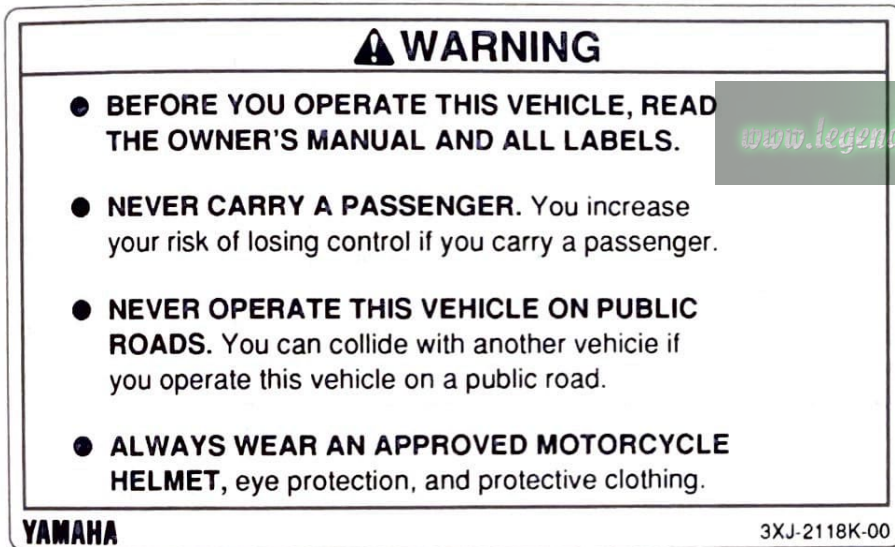 WARNING
● BEFORE YOU OPERATE THIS VEHICLE, READ
THE OWNER'S MANUAL AND ALL LABELS.
● NEVER CARRY A PASSENGER. You increase
your risk of losing control if you carry a passenger.
● NEVER OPERATE THIS VEHICLE ON PUBLIC
ROADS. You can collide with another vehicie if
you operate this vehicle on a public road.
● ALWAYS WEAR AN APPROVED MOTORCYCLE
HELMET, eye protection, and protective clothing.
YAMAHA
3XJ-2118K-00